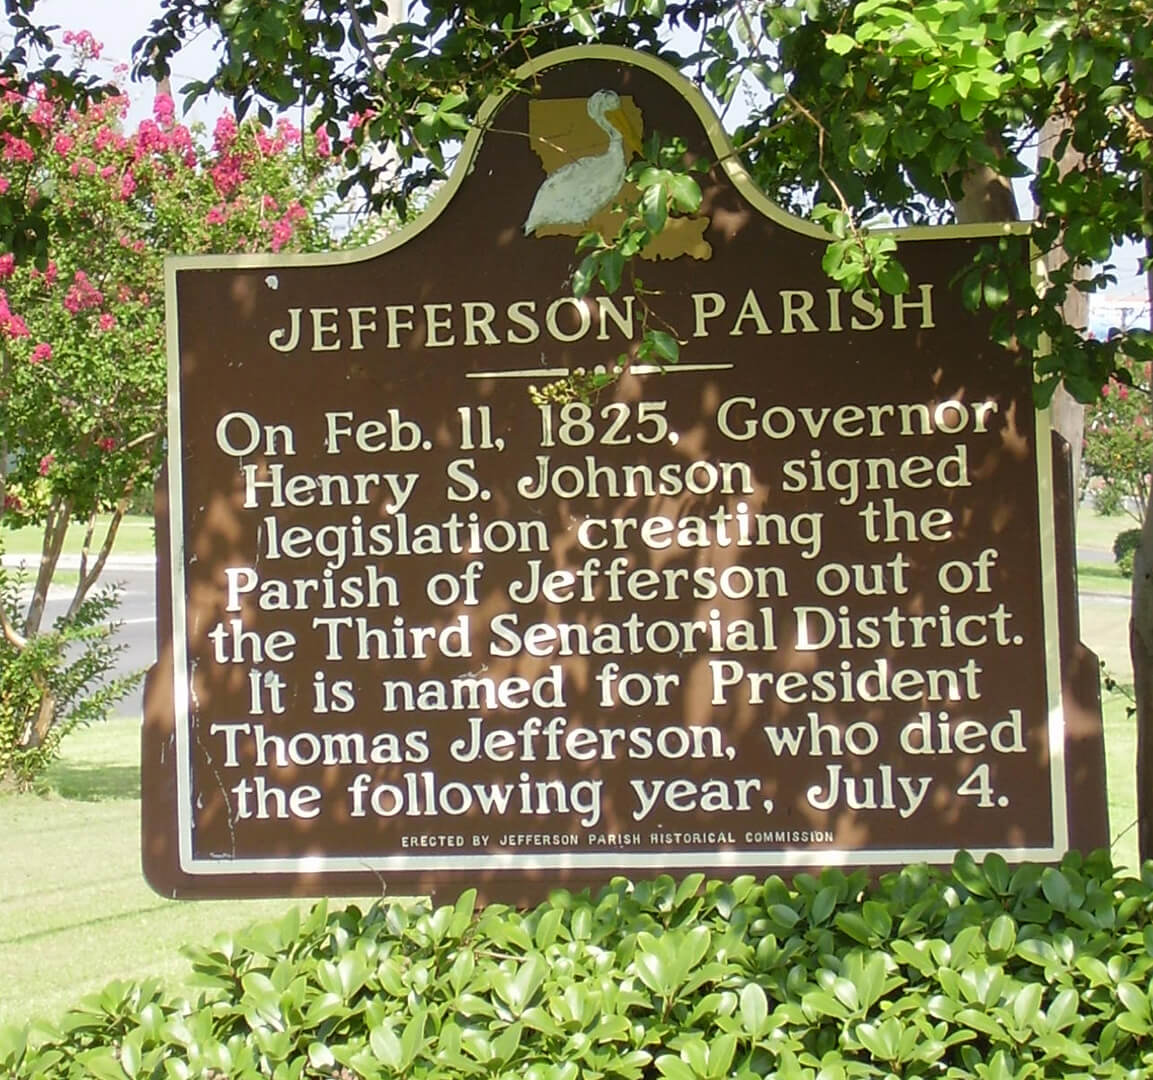 JEFFERSON PARISH
On Feb. 11, 1825, Governor
Henry S. Johnson signed
legislation creating the
Parish of Jefferson out of
the Third Senatorial District.
It is named for President
Thomas Jefferson, who died
the following year, July 4.
ERECTED BY JEFFERSON PARISH HISTORICAL COMMISSION